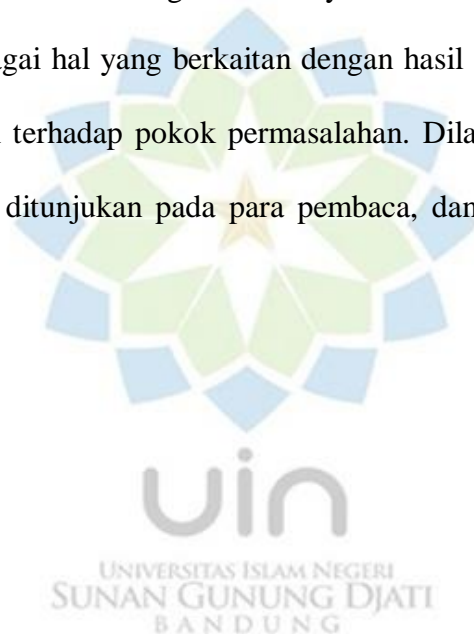 agai hal yang berkaitan dengan hasil
terhadap pokok permasalahan. Dila
ditunjukan pada para pembaca, dan
uin
UNIVERSITAS ISLAM NEGERI
SUNAN GUNUNG DJATI
BANDUNG